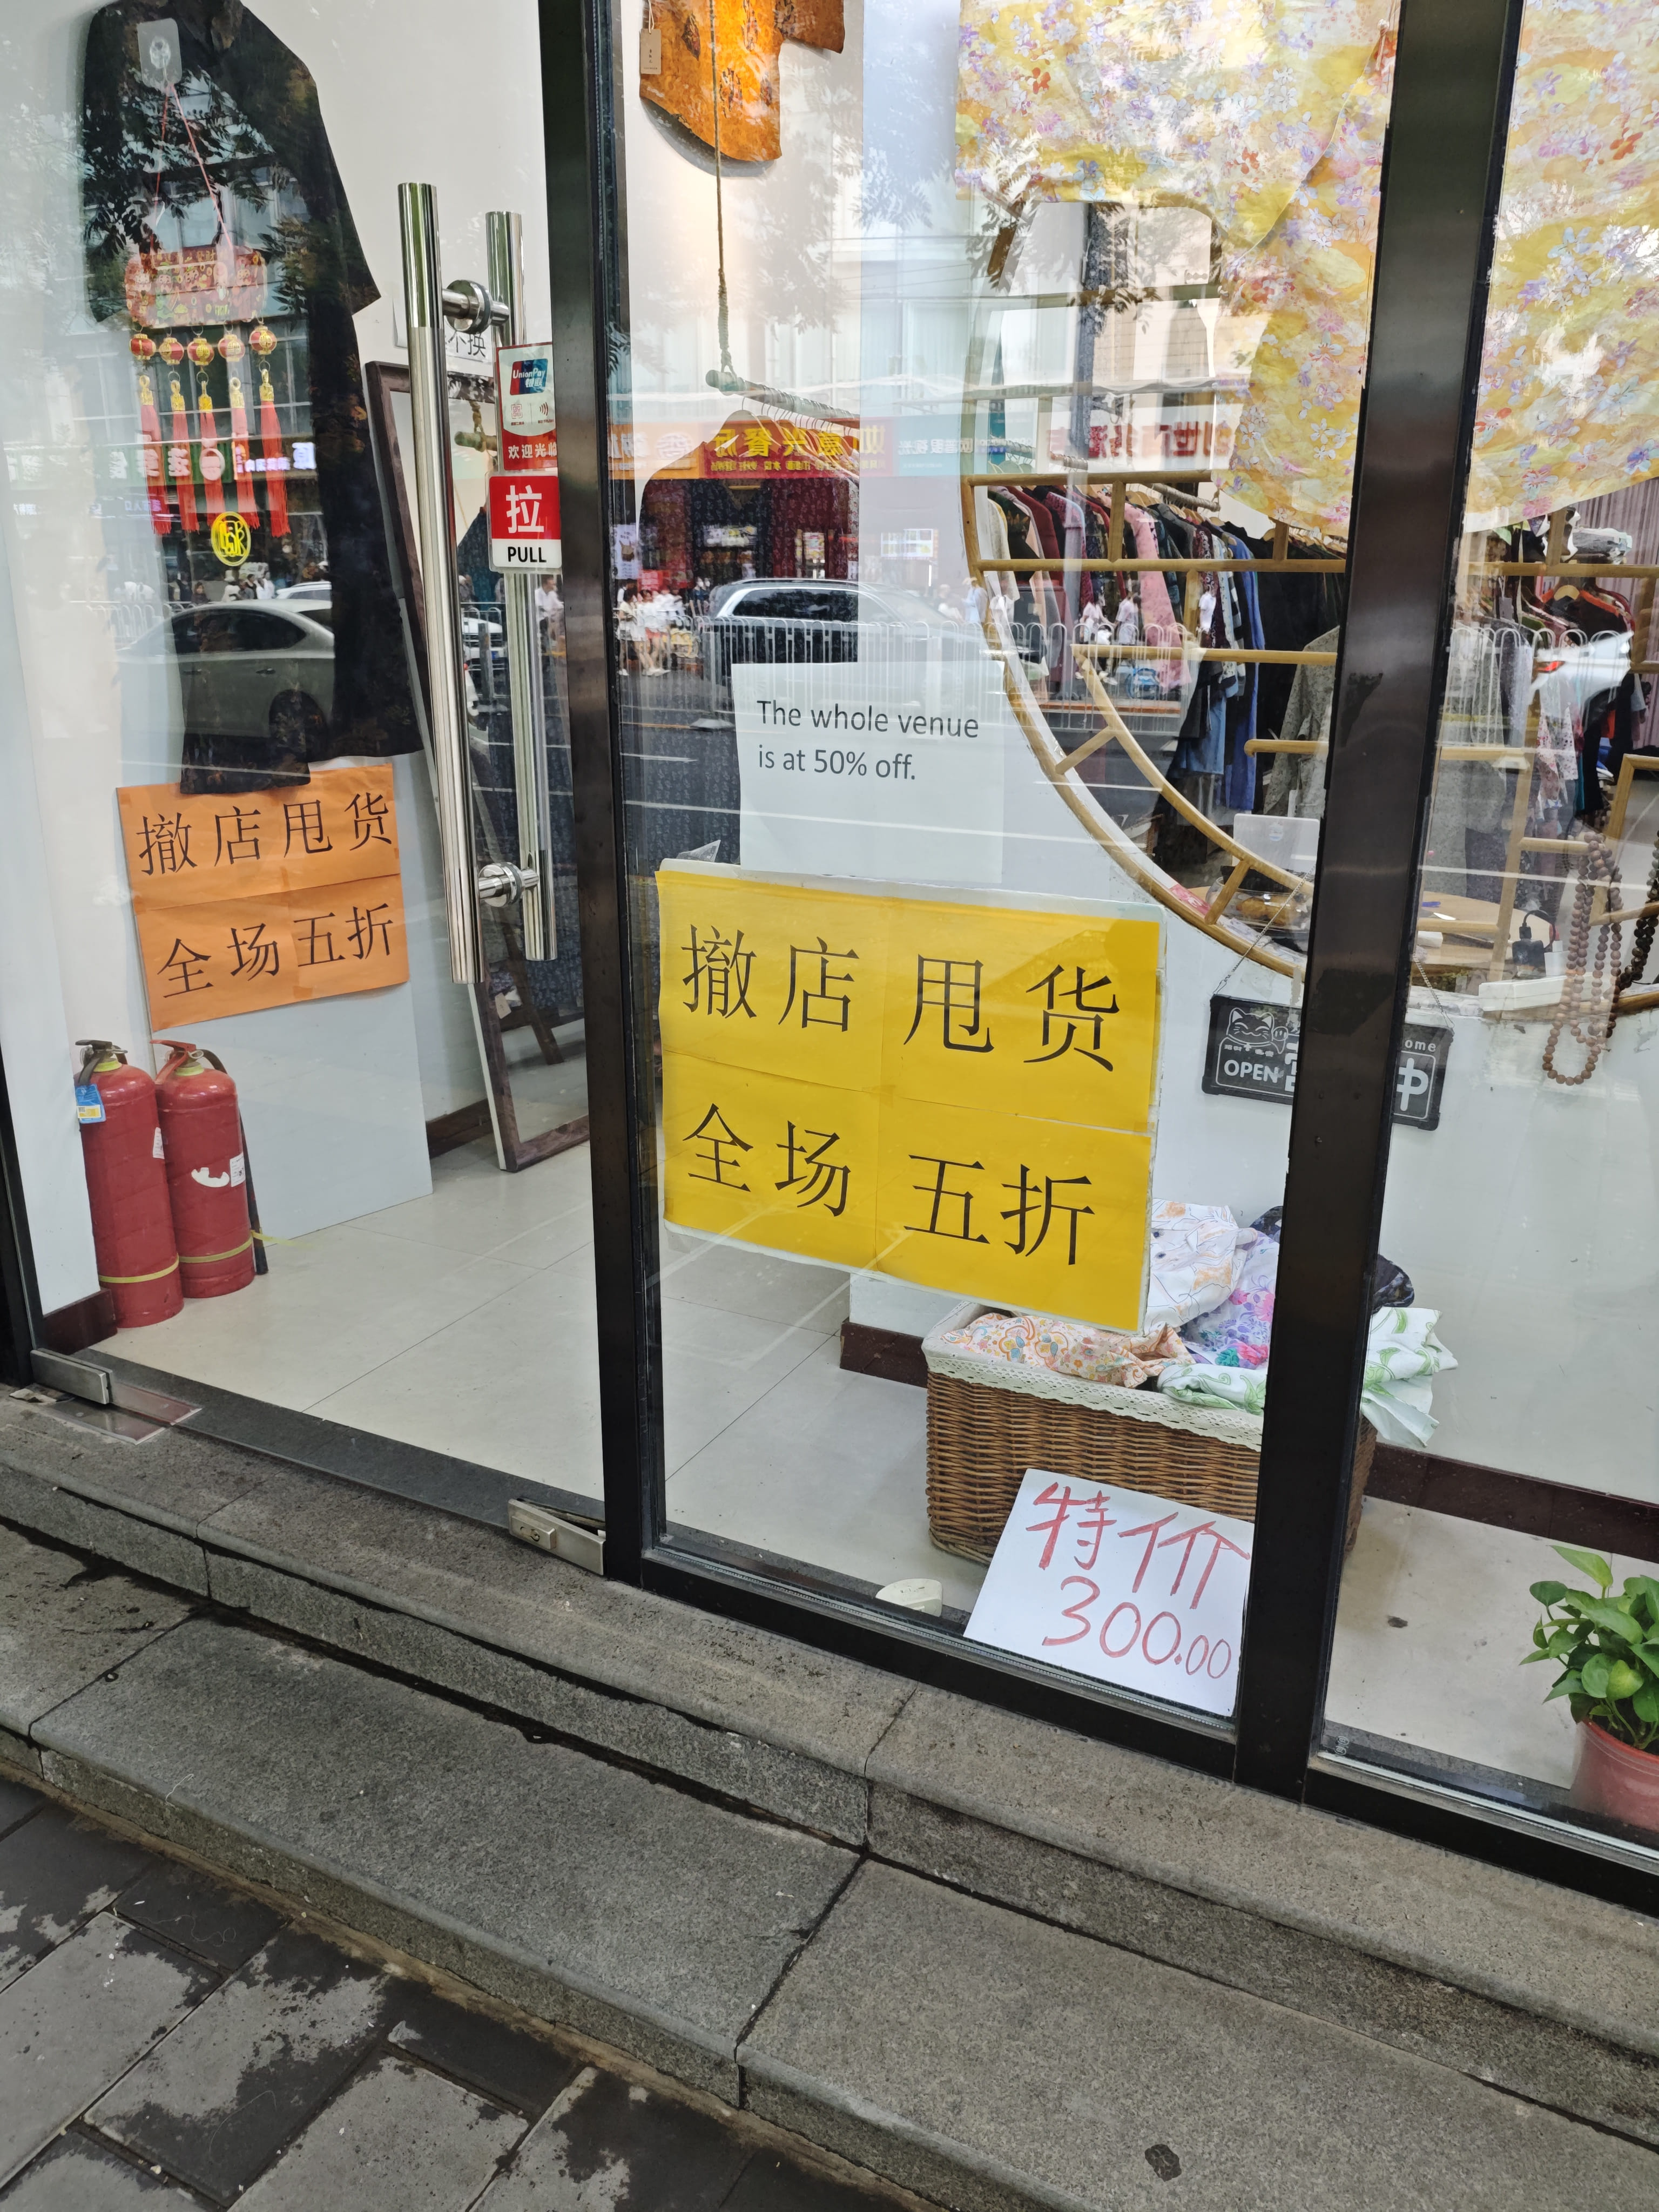 不换
UnionPay
银联
欢迎光临
拉
PULL
The whole venue
is at 50% off.
撤店甩货
全场五折
撤店甩货
全场五折
OPEN
中
特价
300.00